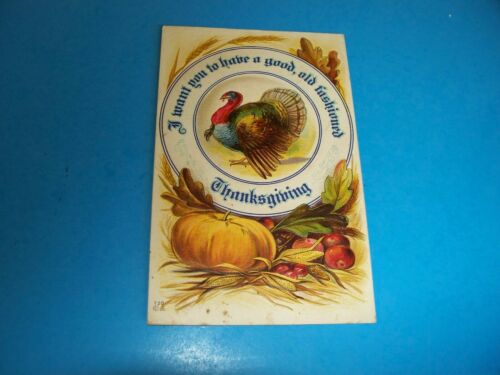 I want you to have a good, old fashioned
Thanksgiving